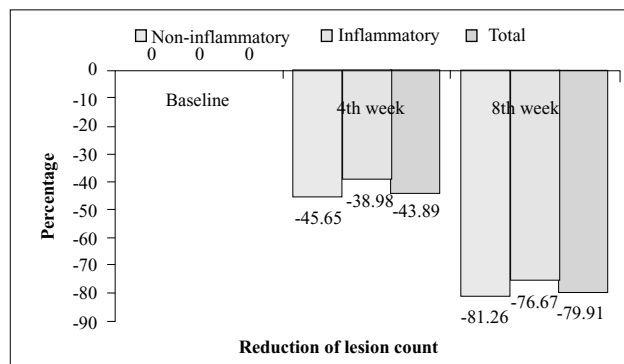 Non-inflammatory Inflammatory Total
0 0 0
0
-10
-20
-30
-40
-50
-60
-70
-80
-90
Percentage
Baseline 4th week 8th week
-45.65 -38.98 -43.89
-81.26 -76.67 -79.91
Reduction of lesion count